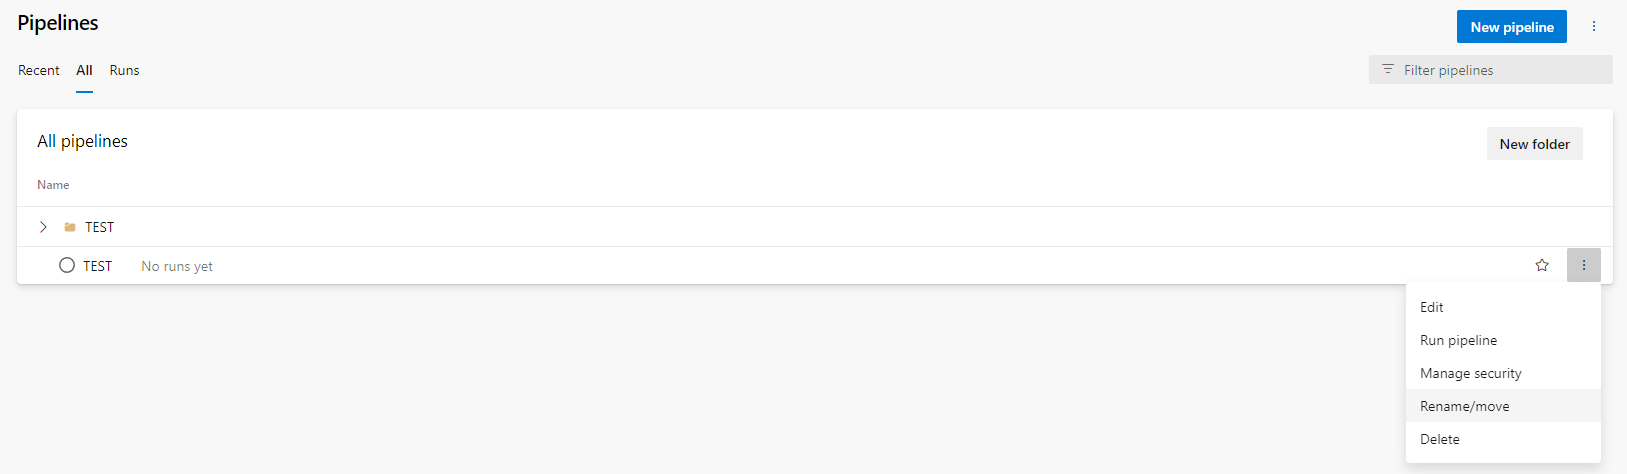 Pipelines
New pipeline
Recent All Runs
Filter pipelines
All pipelines
New folder
Name
TEST
TEST No runs yet
Edit
Run pipeline
Manage security
Rename/move
Delete